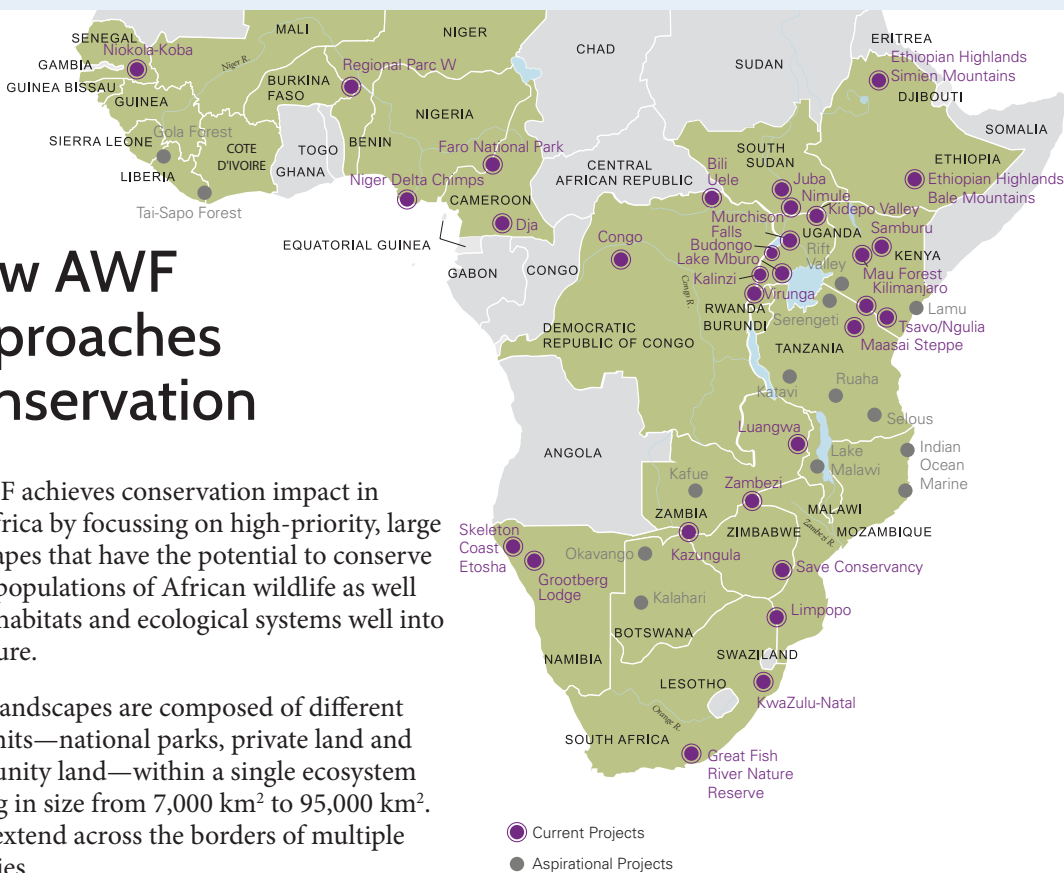 SENEGAL
Niokola-Koba
GAMBIA
GUINEA BISSAU
GUINEA
SIERRA LEONE
Gola Forest
LIBERIA
Tai-Sapo Forest
MALI
Niger R.
BURKINA
FASO
COTE
D'IVOIRE
TOGO
GHANA
BENIN
NIGER
Regional Parc W
NIGERIA
Faro National Park
Niger Delta Chimps
CAMEROON
Dja
EQUATORIAL GUINEA
GABON
CONGO
CHAD
SUDAN
ERITREA
Ethiopian Highlands
Simien Mountains
DJIBOUTI
SOMALIA
ETHIOPIA
Ethiopian Highlands
Bale Mountains
CENTRAL
AFRICAN REPUBLIC
SOUTH
SUDAN
Bili
Uele
Juba
Nimule
Kidepo Valley
Murchison
Falls
UGANDA
Samburu
Budongo
Rift
Valley
KENYA
Lake Mburo
Mau Forest
Kalinzi
Kilimanjaro
Virunga
RWANDA
BURUNDI
Serengeti
Lamu
Tsavo/Ngulia
Maasai Steppe
Congo
Congo R.
DEMOCRATIC
REPUBLIC OF CONGO
TANZANIA
Katavi
Ruaha
Selous
Luangwa
Lake
Malawi
Indian
Ocean
Marine
ANGOLA
Kafue
Zambezi
ZAMBIA
MALAWI
ZIMBABWE
Zambezi R.
MOZAMBIQUE
Skeleton
Coast
Etosha
Okavango
Kazungula
Save Conservancy
Grootberg
Lodge
Kalahari
Limpopo
BOTSWANA
NAMIBIA
SWAZILAND
LESOTHO
KwaZulu-Natal
Orange R.
SOUTH AFRICA
Great Fish
River Nature
Reserve
Current Projects
Aspirational Projects
w AWF
proaches
nservation
F achieves conservation impact in
frica by focussing on high-priority, large
apes that have the potential to conserve
populations of African wildlife as well
habitats and ecological systems well into
ure.
andscapes are composed of different
nits—national parks, private land and
unity land—within a single ecosystem
g in size from 7,000 km² to 95,000 km².
extend across the borders of multiple
ies.